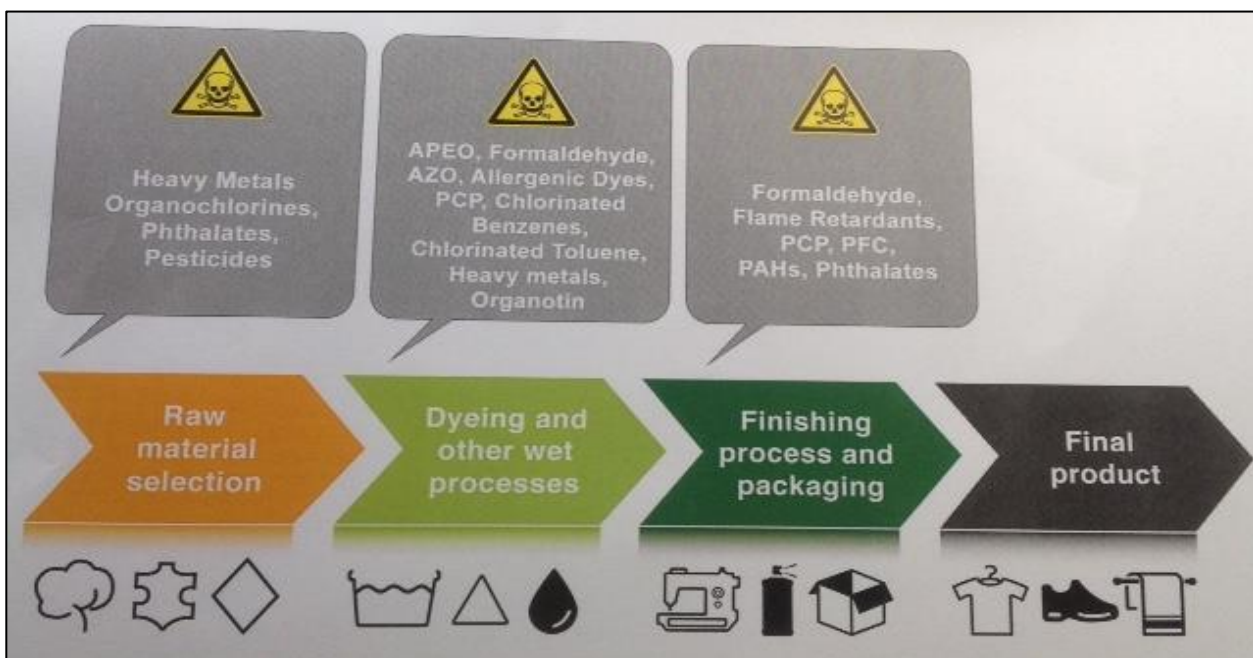 Heavy Metals
Organochlorines,
Phthalates,
Pesticides
APEO, Formaldehyde,
AZO, Allergenic Dyes,
PCP, Chlorinated
Benzenes,
Chlorinated Toluene,
Heavy metals,
Organotin
Formaldehyde,
Flame Retardants,
PCP, PFC,
PAHs, Phthalates
Raw
material
selection
Dyeing and
other wet
processes
Finishing
process and
packaging
Final
product